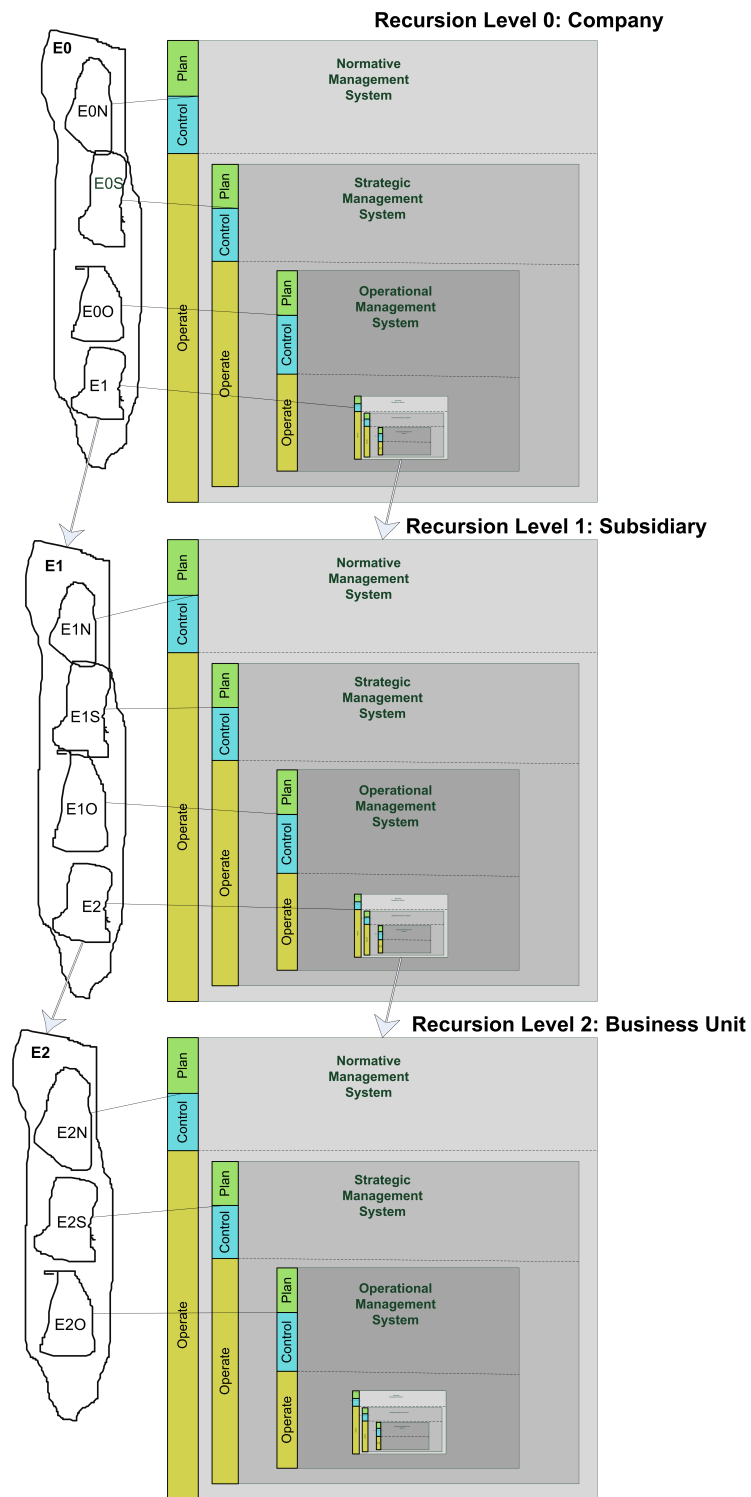 Recursion Level 0: Company
E0
Plan
Normative
Management
System
E0N
Control
E0S
Plan
Strategic
Management
System
Control
Operate
Operate
E0O
Plan
Operational
Management
System
Control
E1
Operate
Recursion Level 1: Subsidiary
E1
Plan
Normative
Management
System
E1N
Control
E1S
Plan
Strategic
Management
System
Control
Operate
Operate
E1O
Plan
Operational
Management
System
Control
E2
Operate
Recursion Level 2: Business Unit
E2
Plan
Normative
Management
System
E2N
Control
E2S
Plan
Strategic
Management
System
Control
Operate
Operate
E2O
Plan
Operational
Management
System
Control
Operate